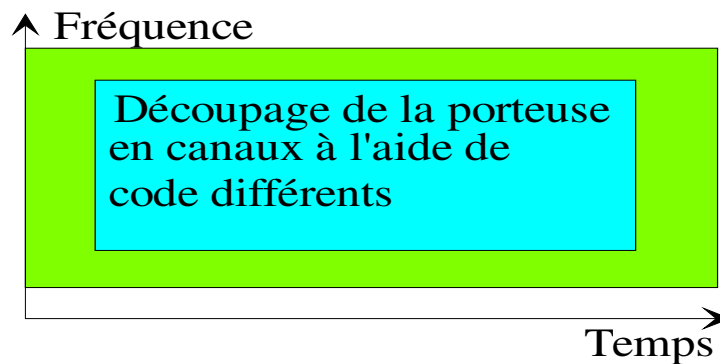 Fréquence
Découpage de la porteuse
en canaux à l'aide de
code différents
Temps